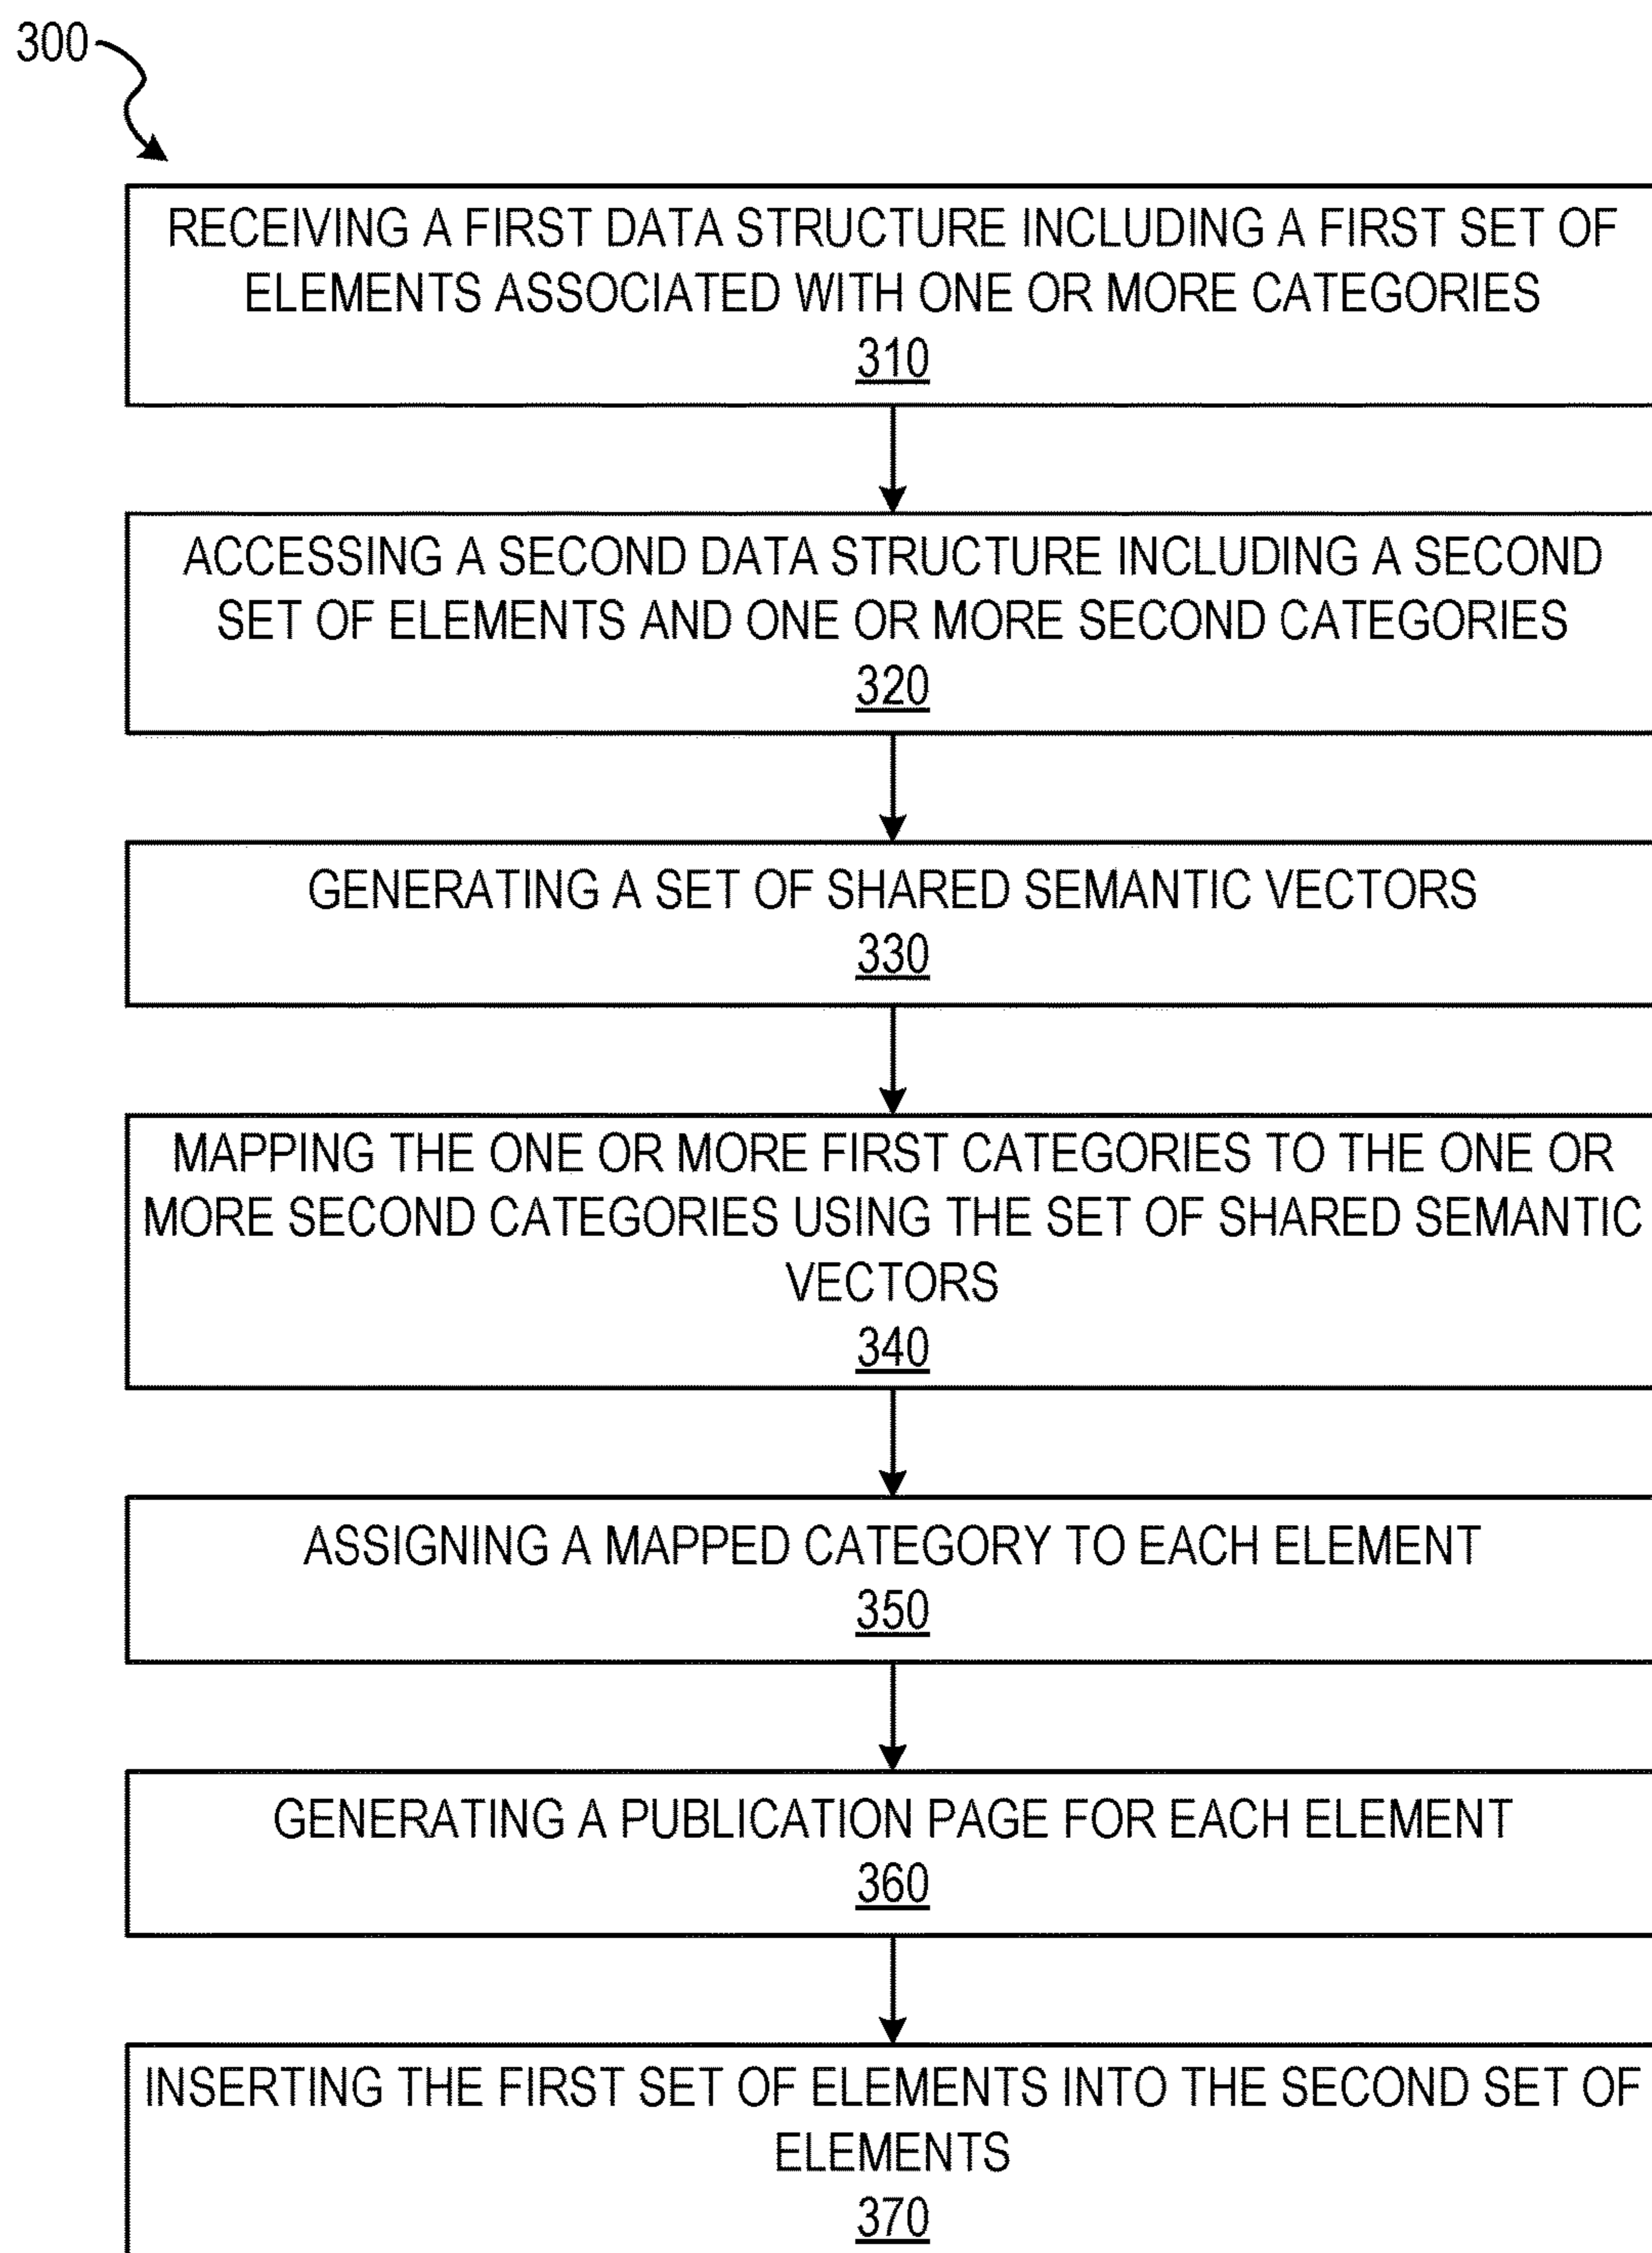 300
RECEIVING A FIRST DATA STRUCTURE INCLUDING A FIRST SET OF
ELEMENTS ASSOCIATED WITH ONE OR MORE CATEGORIES
310
ACCESSING A SECOND DATA STRUCTURE INCLUDING A SECOND
SET OF ELEMENTS AND ONE OR MORE SECOND CATEGORIES
320
GENERATING A SET OF SHARED SEMANTIC VECTORS
330
MAPPING THE ONE OR MORE FIRST CATEGORIES TO THE ONE OR
MORE SECOND CATEGORIES USING THE SET OF SHARED SEMANTIC
VECTORS
340
ASSIGNING A MAPPED CATEGORY TO EACH ELEMENT
350
GENERATING A PUBLICATION PAGE FOR EACH ELEMENT
360
INSERTING THE FIRST SET OF ELEMENTS INTO THE SECOND SET OF
ELEMENTS
370